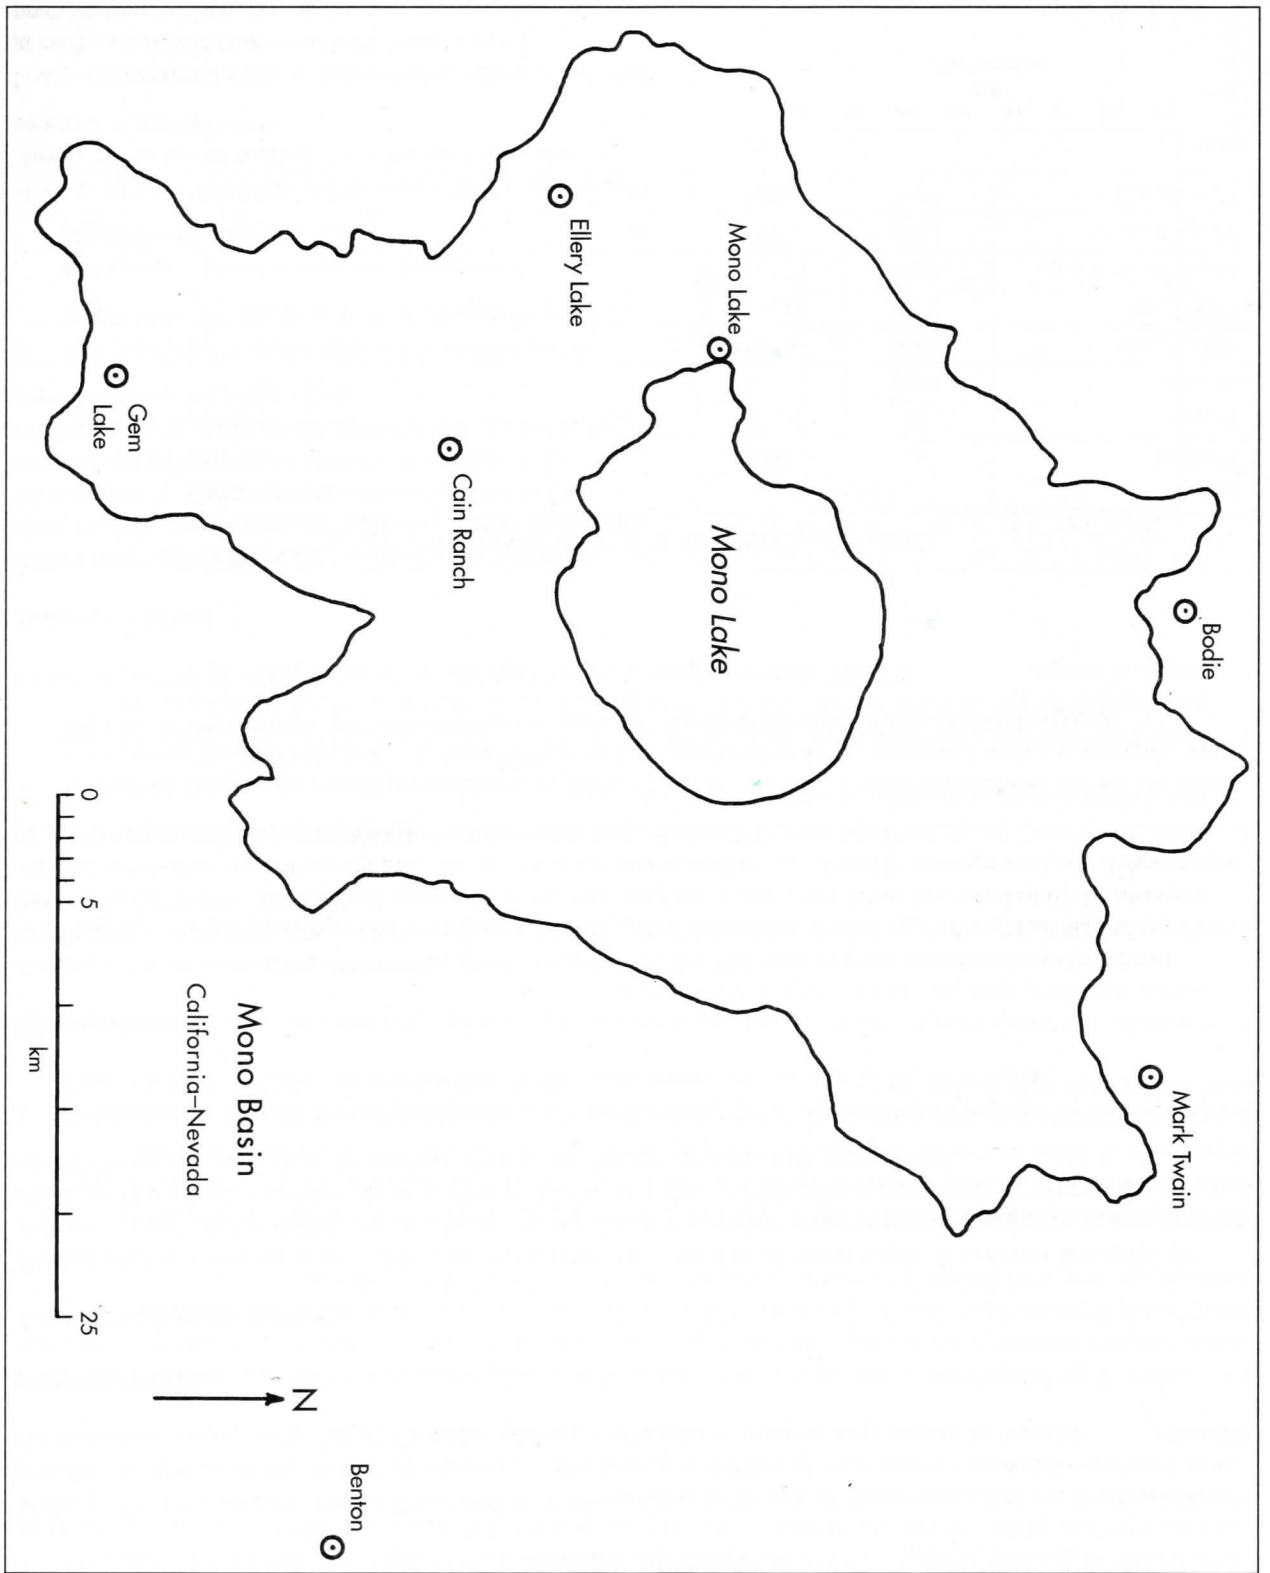 Mark Twain
Bodie
Mono Lake
Mono Lake
Ellery Lake
Cain Ranch
Gem
Lake
Benton
Mono Basin
California–Nevada
N
0
5
25
km